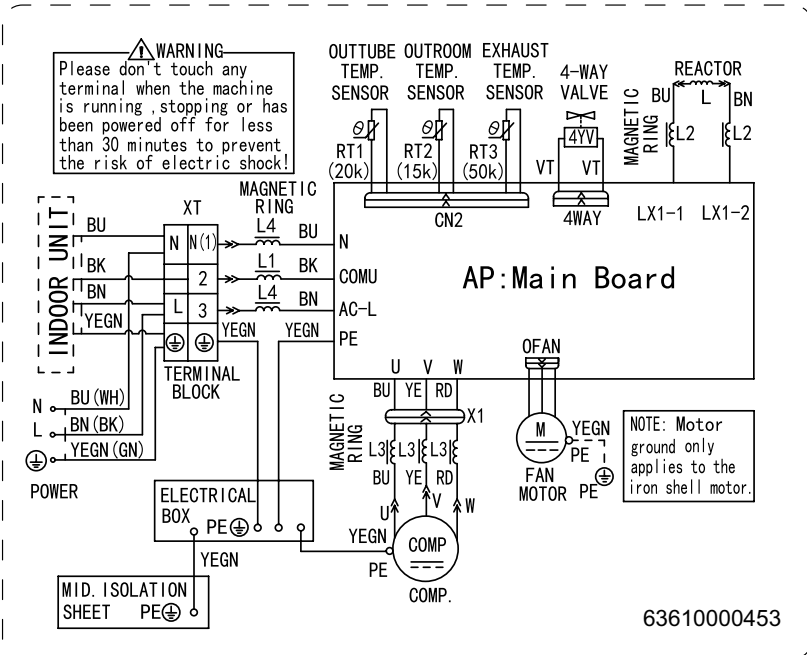 WARNING
Please don't touch any
terminal when the machine
is running ,stopping or has
been powered off for less
than 30 minutes to prevent
the risk of electric shock!
OUTTUBE
TEMP.
SENSOR
OUTROOM
TEMP.
SENSOR
EXHAUST
TEMP.
SENSOR
4-WAY
VALVE
REACTOR
BU
L
BN
MAGNETIC
RING
L2
L2
θ
θ
θ
4YV
RT1
(20k)
RT2
(15k)
RT3
(50k)
VT
VT
CN2
4WAY
LX1-1
LX1-2
MAGNETIC
RING
XT
INDOOR UNIT
BU
N
N(1)
L4
BU
N
BK
2
L1
BK
COMU
BN
L
3
L4
BN
AC-L
YEGN
YEGN
YEGN
PE
AP:Main Board
TERMINAL
BLOCK
N
BU(WH)
L
BN(BK)
YEGN(GN)
POWER
U
V
W
BU
YE
RD
X1
MAGNETIC
RING
L3
L3
L3
BU
YE
RD
U
V
W
OFAN
M
YEGN
PE
FAN
MOTOR
PE
NOTE: Motor
ground only
applies to the
iron shell motor.
ELECTRICAL
BOX
PE
YEGN
YEGN
PE
COMP
COMP.
MID. ISOLATION
SHEET
PE
63610000453